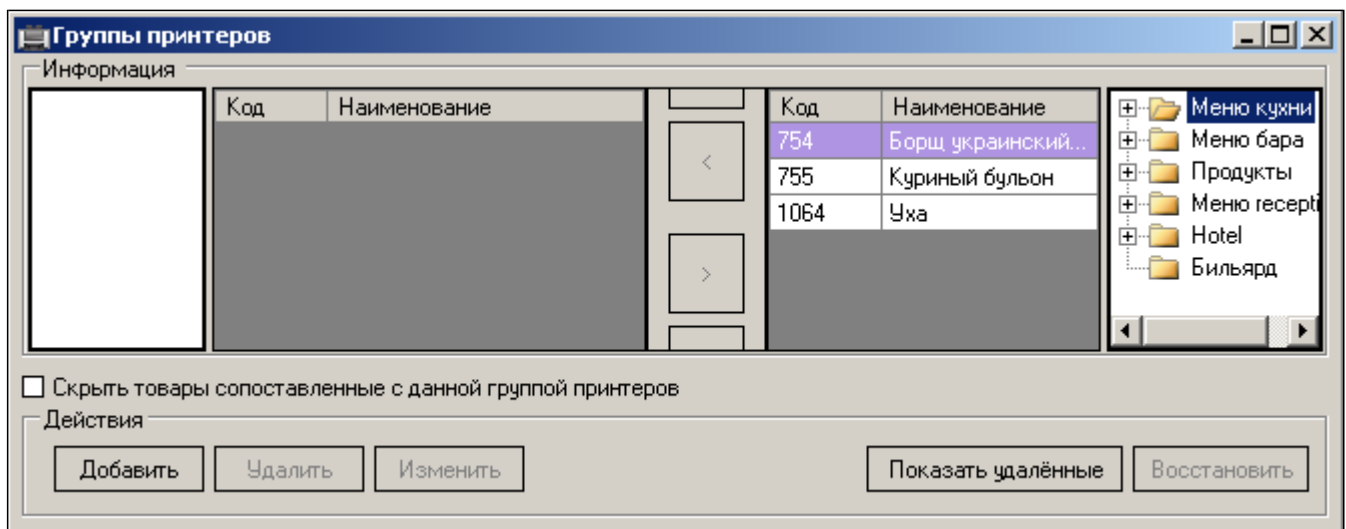 Группы принтеров
Информация
Код Наименование
<
>
Код Наименование
754 Борщ украинский...
755 Куриный бульон
1064 Уха
Меню кухни
Меню бара
Продукты
Меню recepti
Hotel
Бильярд
Скрыть товары сопоставленные с данной группой принтеров
Действия
Добавить Удалить Изменить Показать удалённые Восстановить